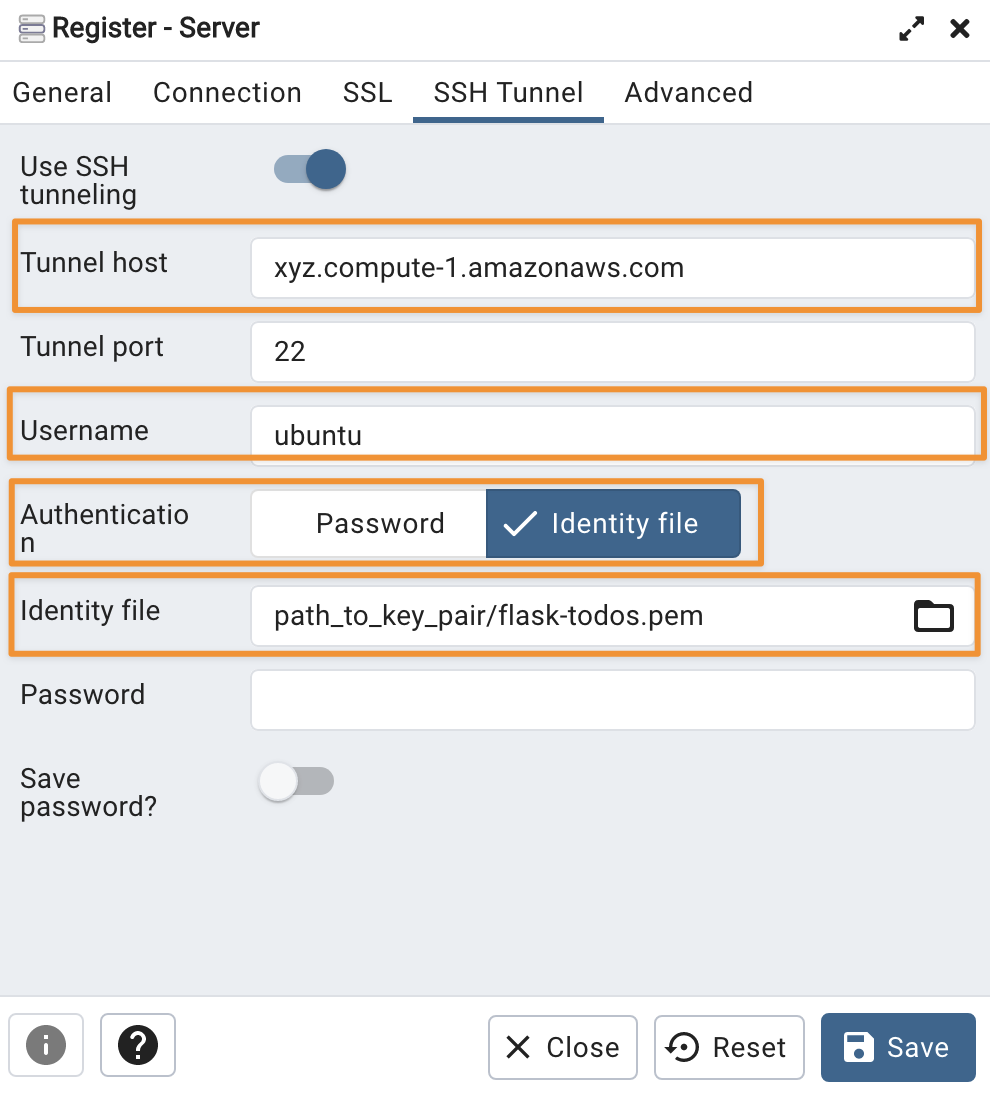 Register - Server
General Connection SSL SSH Tunnel Advanced
Use SSH
tunneling
Tunnel host
xyz.compute-1.amazonaws.com
Tunnel port
22
Username
ubuntu
Authenticatio
n
Password Identity file
Identity file
path_to_key_pair/flask-todos.pem
Password
Save
password?
Close Reset Save